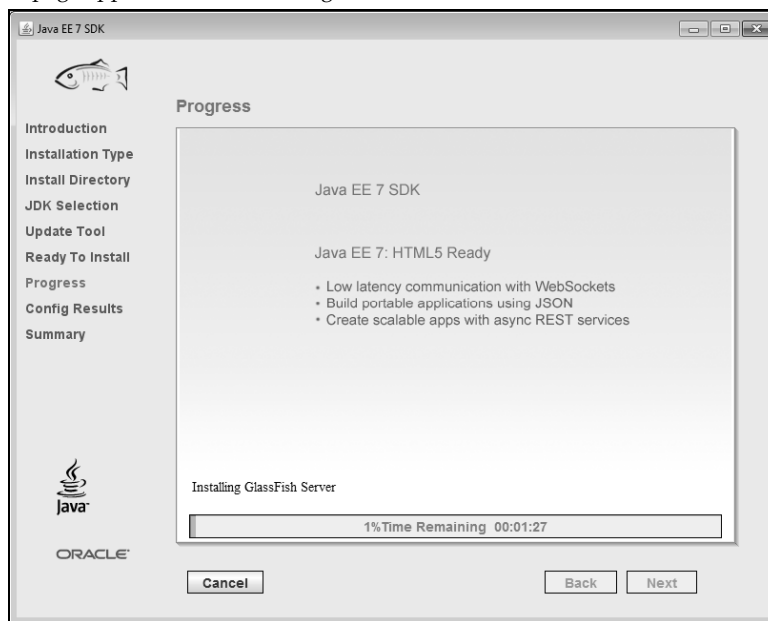 Java EE 7 SDK
Progress
Introduction
Installation Type
Install Directory
JDK Selection
Update Tool
Ready To Install
Progress
Config Results
Summary
Java EE 7 SDK
Java EE 7: HTML5 Ready
• Low latency communication with WebSockets
• Build portable applications using JSON
• Create scalable apps with async REST services
Installing GlassFish Server
1%Time Remaining 00:01:27
Java™
ORACLE®
Cancel
Back
Next